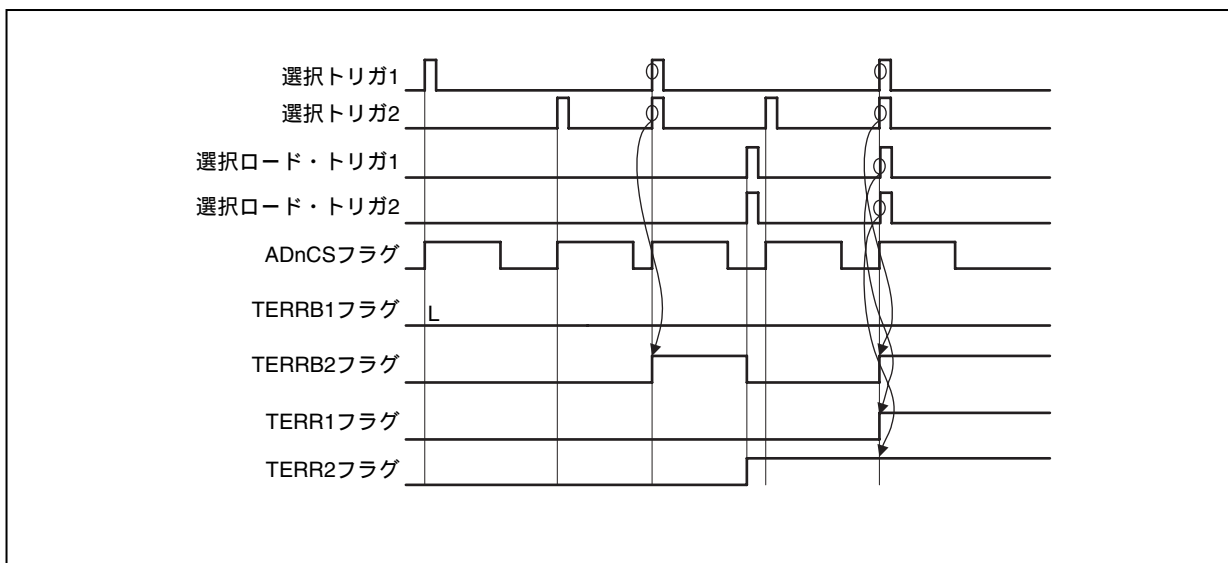 選択トリガ1
選択トリガ2
選択ロード・トリガ1
選択ロード・トリガ2
ADnCSフラグ
TERRB1フラグ
L
TERRB2フラグ
TERR1フラグ
TERR2フラグ